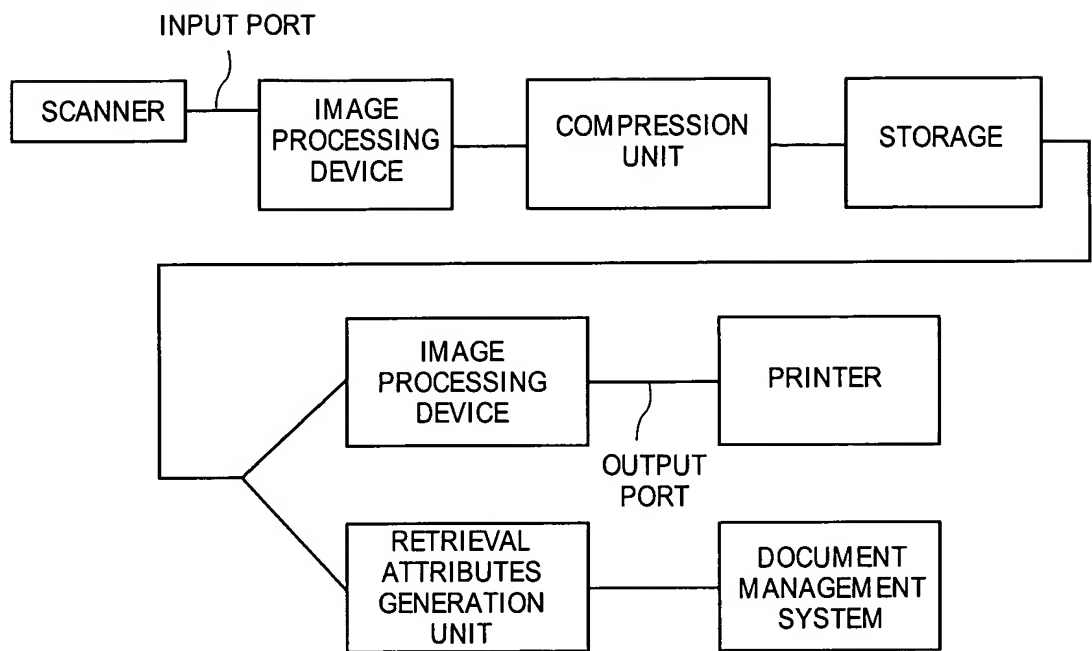 INPUT PORT
SCANNER
IMAGE
PROCESSING
DEVICE
COMPRESSION
UNIT
STORAGE
IMAGE
PROCESSING
DEVICE
PRINTER
OUTPUT
PORT
RETRIEVAL
ATTRIBUTES
GENERATION
UNIT
DOCUMENT
MANAGEMENT
SYSTEM